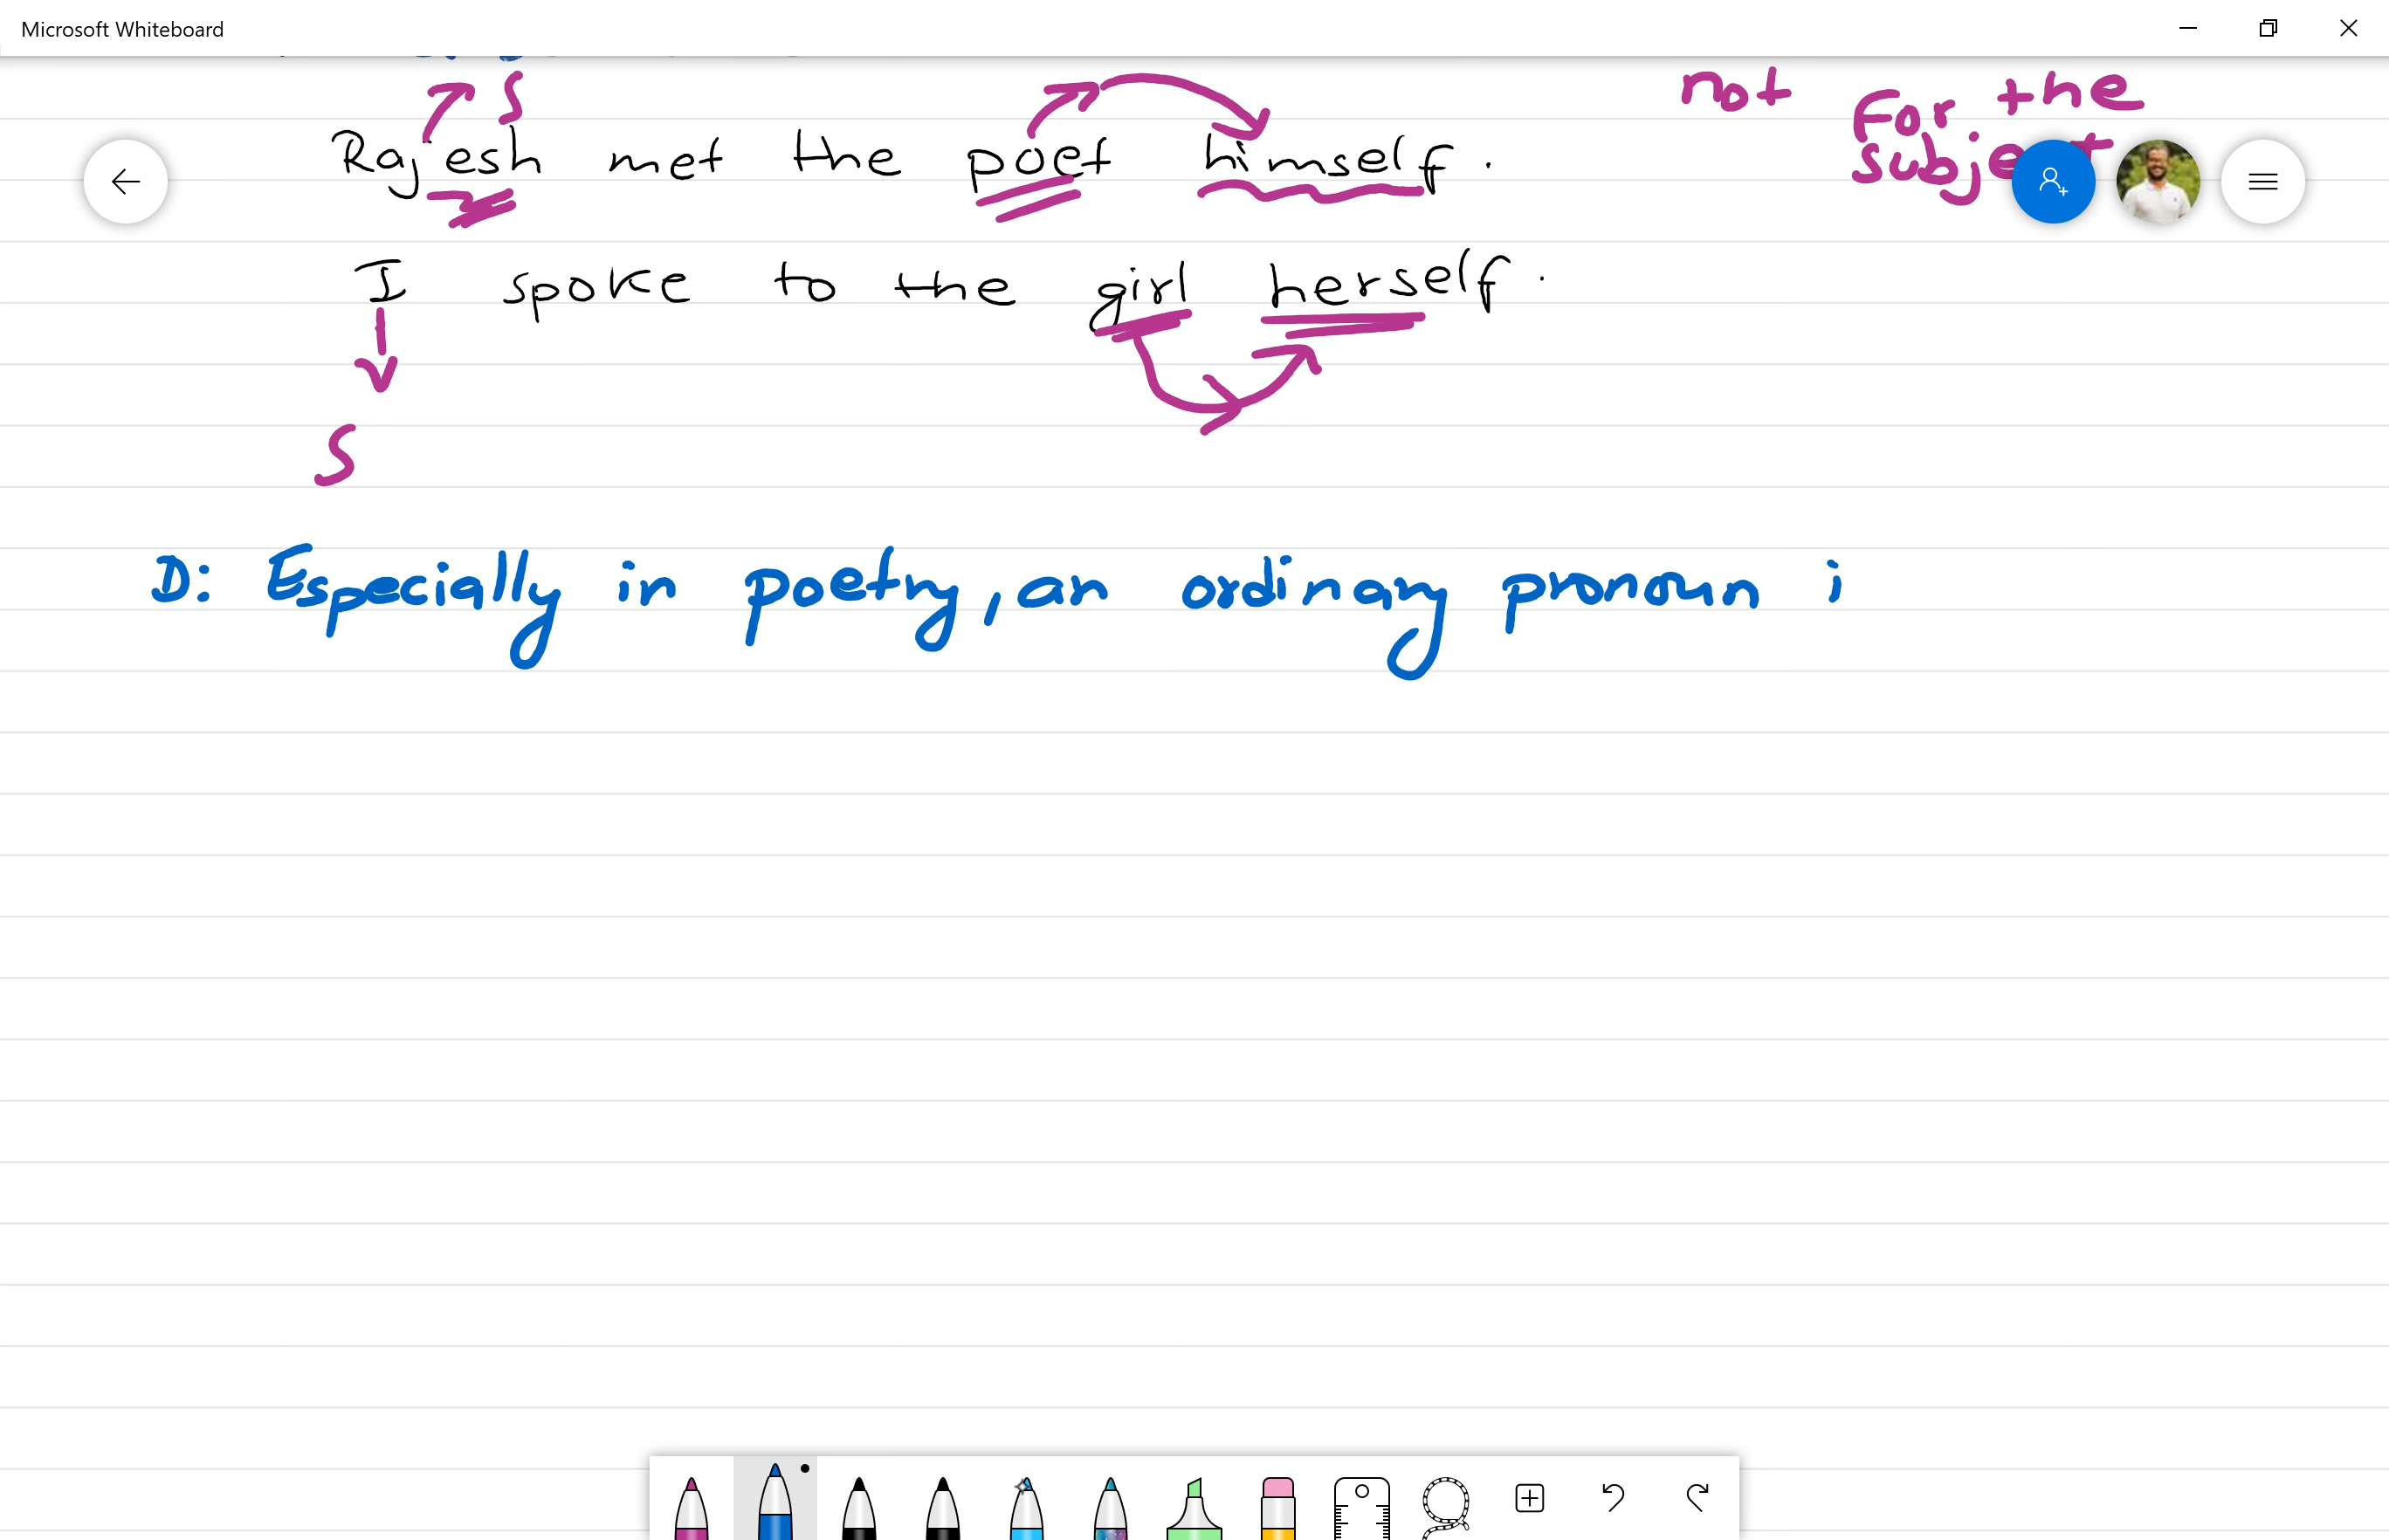 Microsoft Whiteboard
not for the
subject
S
Rajesh met the poet himself.
I spoke to the girl herself.
S
D: Especially in poetry, an ordinary pronoun i